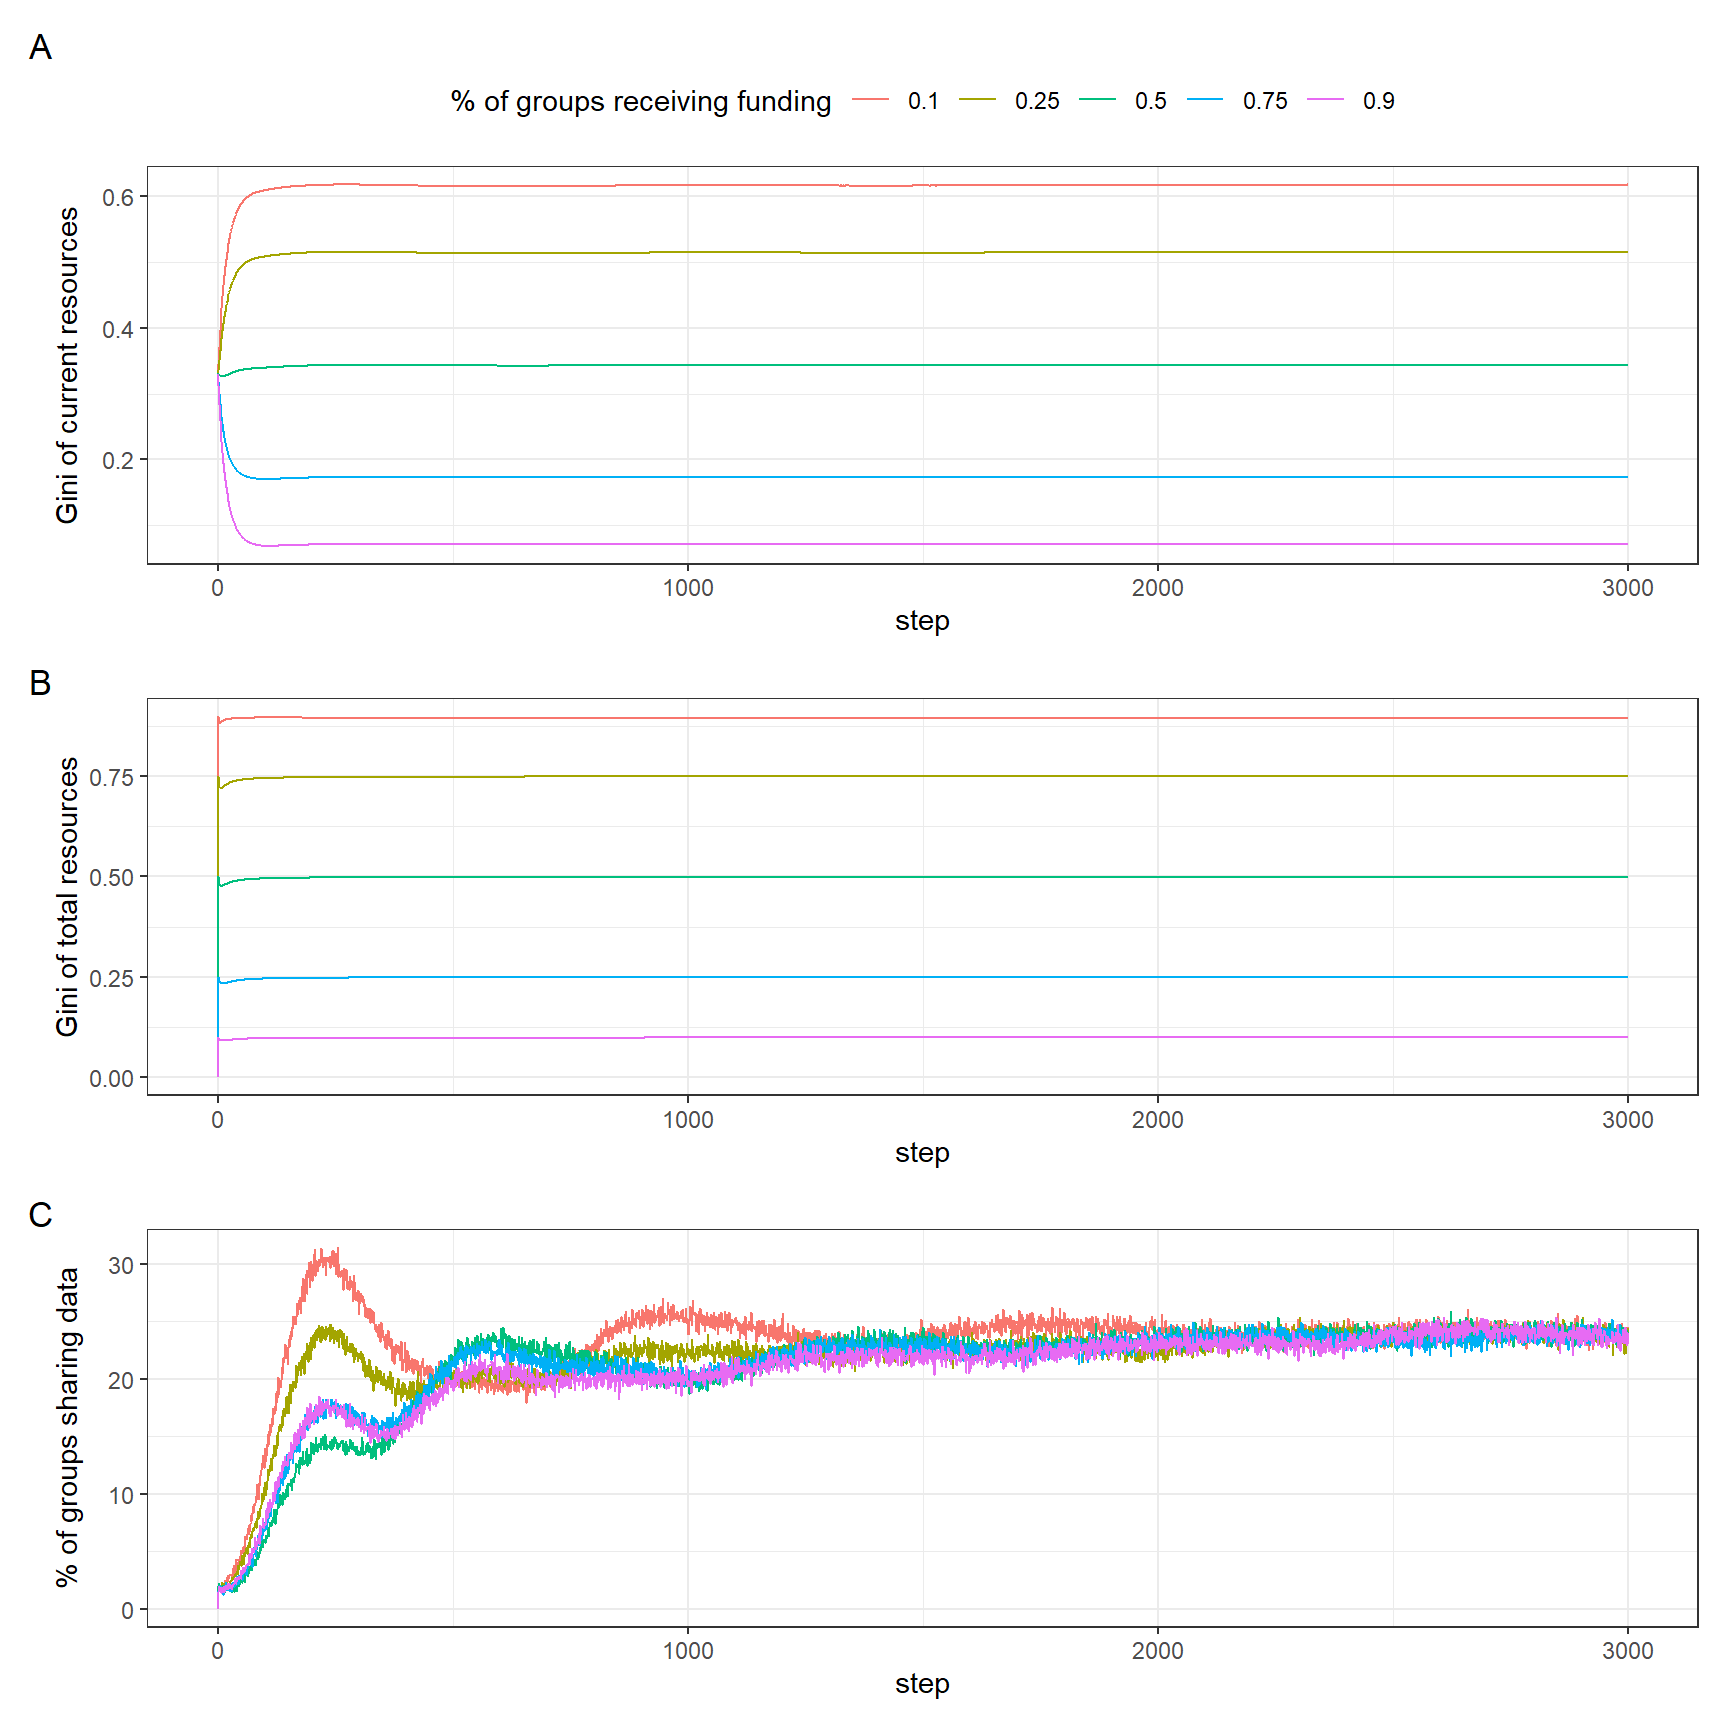 A
% of groups receiving funding 0.1 0.25 0.5 0.75 0.9
Gini of current resources
0.6
0.4
0.2
0 1000 2000 3000
step
B
Gini of total resources
0.75
0.50
0.25
0.00
0 1000 2000 3000
step
C
% of groups sharing data
30
20
10
0
0 1000 2000 3000
step